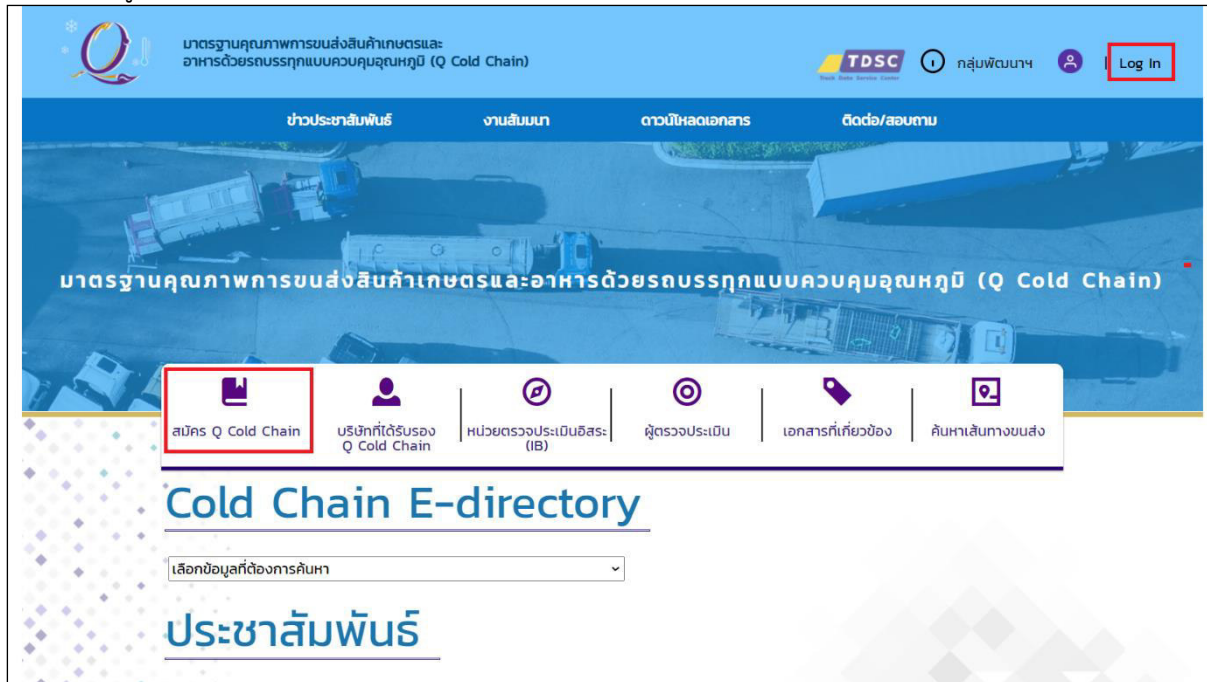 มาตรฐานคุณภาพการขนส่งสินค้าเกษตรและ
อาหารด้วยรถบรรทุกแบบควบคุมอุณหภูมิ (Q Cold Chain)
TDSC
Truck Data Service Center
กลุ่มพัฒนาฯ
| Log In
ข่าวประชาสัมพันธ์
งานสัมมนา
ดาวน์โหลดเอกสาร
ติดต่อ/สอบถาม
มาตรฐานคุณภาพการขนส่งสินค้าเกษตรและอาหารด้วยรถบรรทุกแบบควบคุมอุณหภูมิ (Q Cold Chain)
สมัคร Q Cold Chain
บริษัทที่ได้รับรอง
Q Cold Chain
หน่วยตรวจประเมินอิสระ
(IB)
ผู้ตรวจประเมิน
เอกสารที่เกี่ยวข้อง
ค้นหาเส้นทางขนส่ง
Cold Chain E-directory
เลือกข้อมูลที่ต้องการค้นหา
ประชาสัมพันธ์